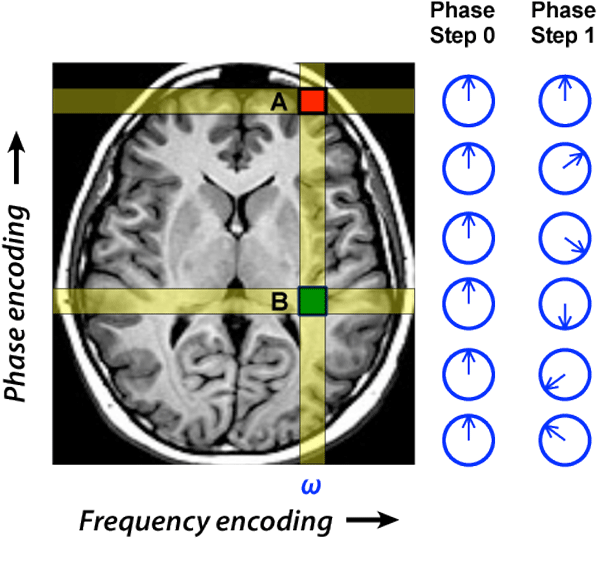 Phase
Step 0
Phase
Step 1
A
B
Phase encoding
ω
Frequency encoding